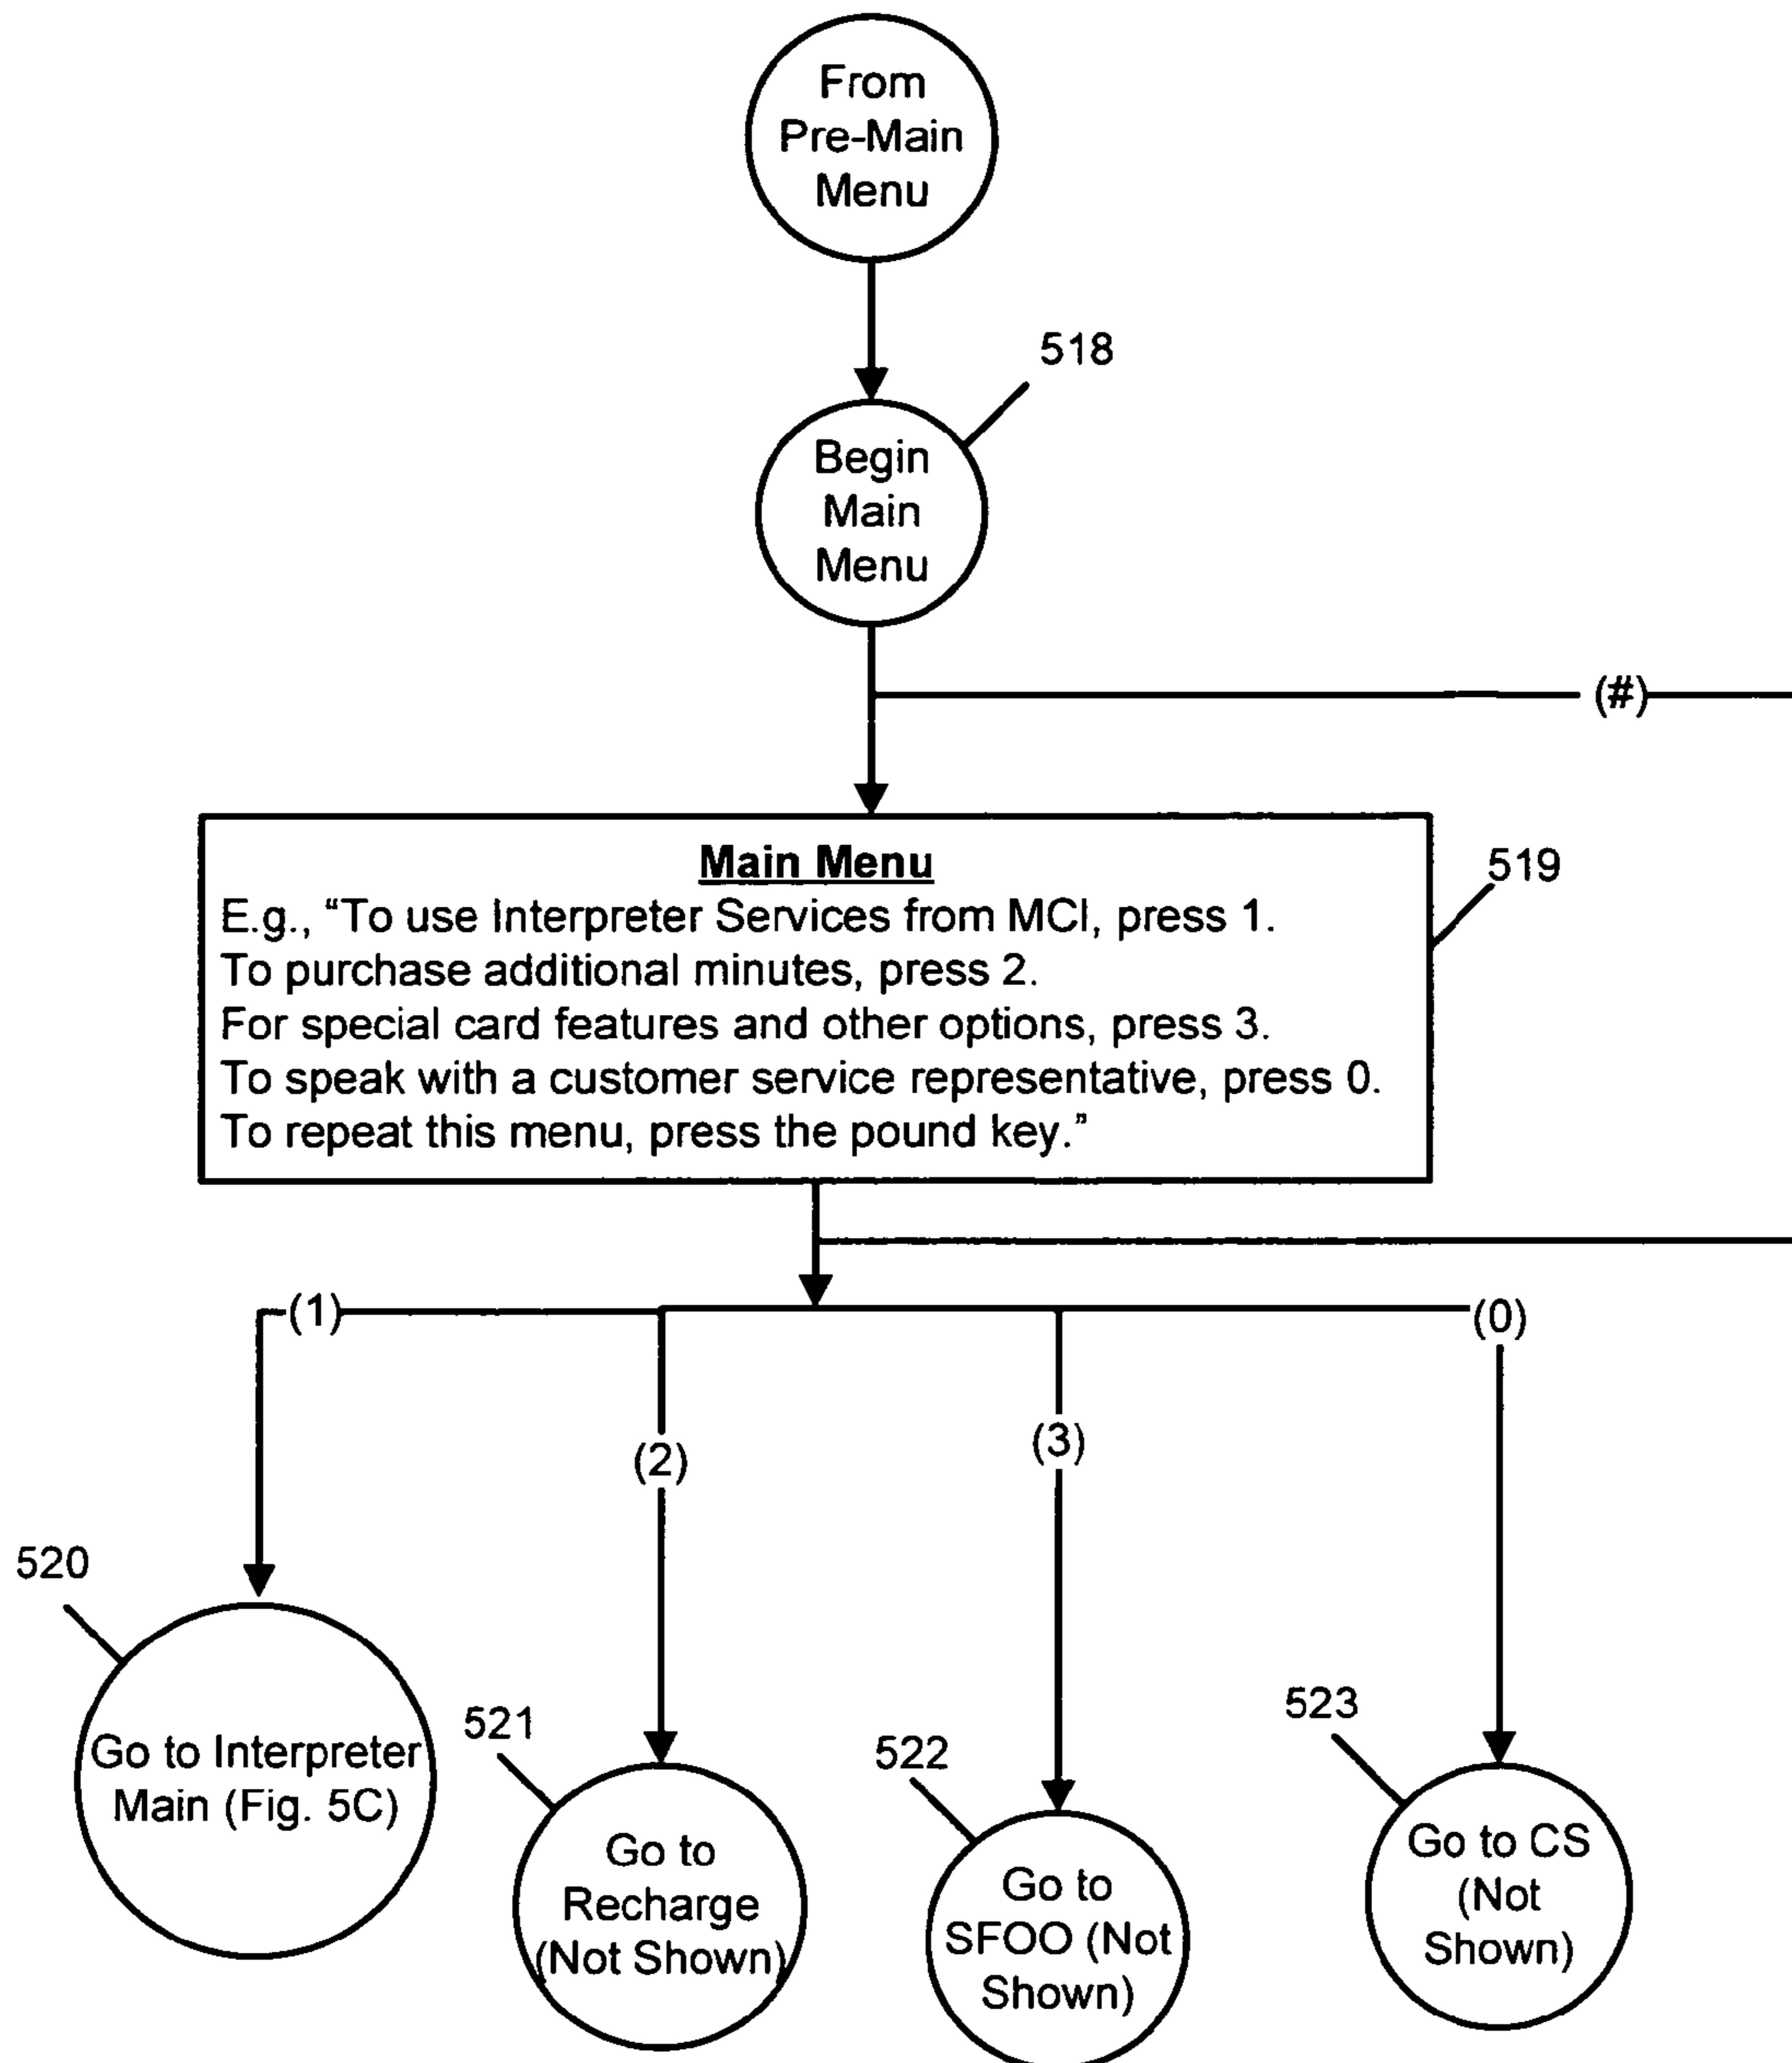 From
Pre-Main
Menu
518
Begin
Main
Menu
(#)
Main Menu
519
E.g., “To use Interpreter Services from MCI, press 1.
To purchase additional minutes, press 2.
For special card features and other options, press 3.
To speak with a customer service representative, press 0.
To repeat this menu, press the pound key.”
(1)
(0)
(2)
(3)
520
Go to Interpreter
Main (Fig. 5C)
521
Go to
Recharge
(Not Shown)
522
Go to
SFOO (Not
Shown)
523
Go to CS
(Not
Shown)